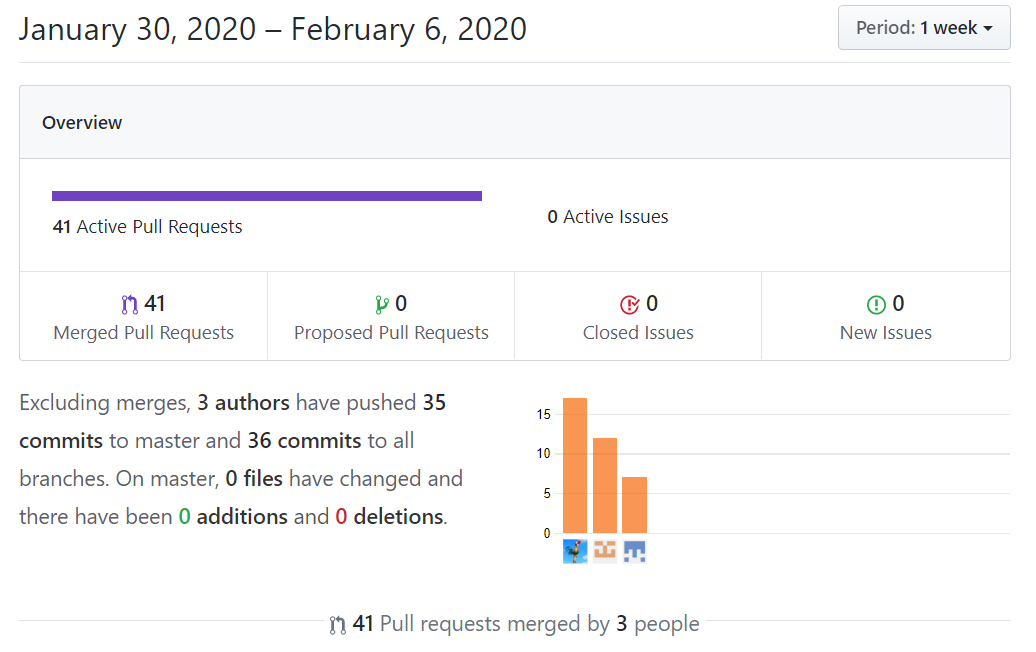 January 30, 2020 – February 6, 2020
Period: 1 week
Overview
41 Active Pull Requests
0 Active Issues
41
Merged Pull Requests
0
Proposed Pull Requests
0
Closed Issues
0
New Issues
Excluding merges, 3 authors have pushed 35
commits to master and 36 commits to all
branches. On master, 0 files have changed and
there have been 0 additions and 0 deletions.
15
10
5
0
41 Pull requests merged by 3 people